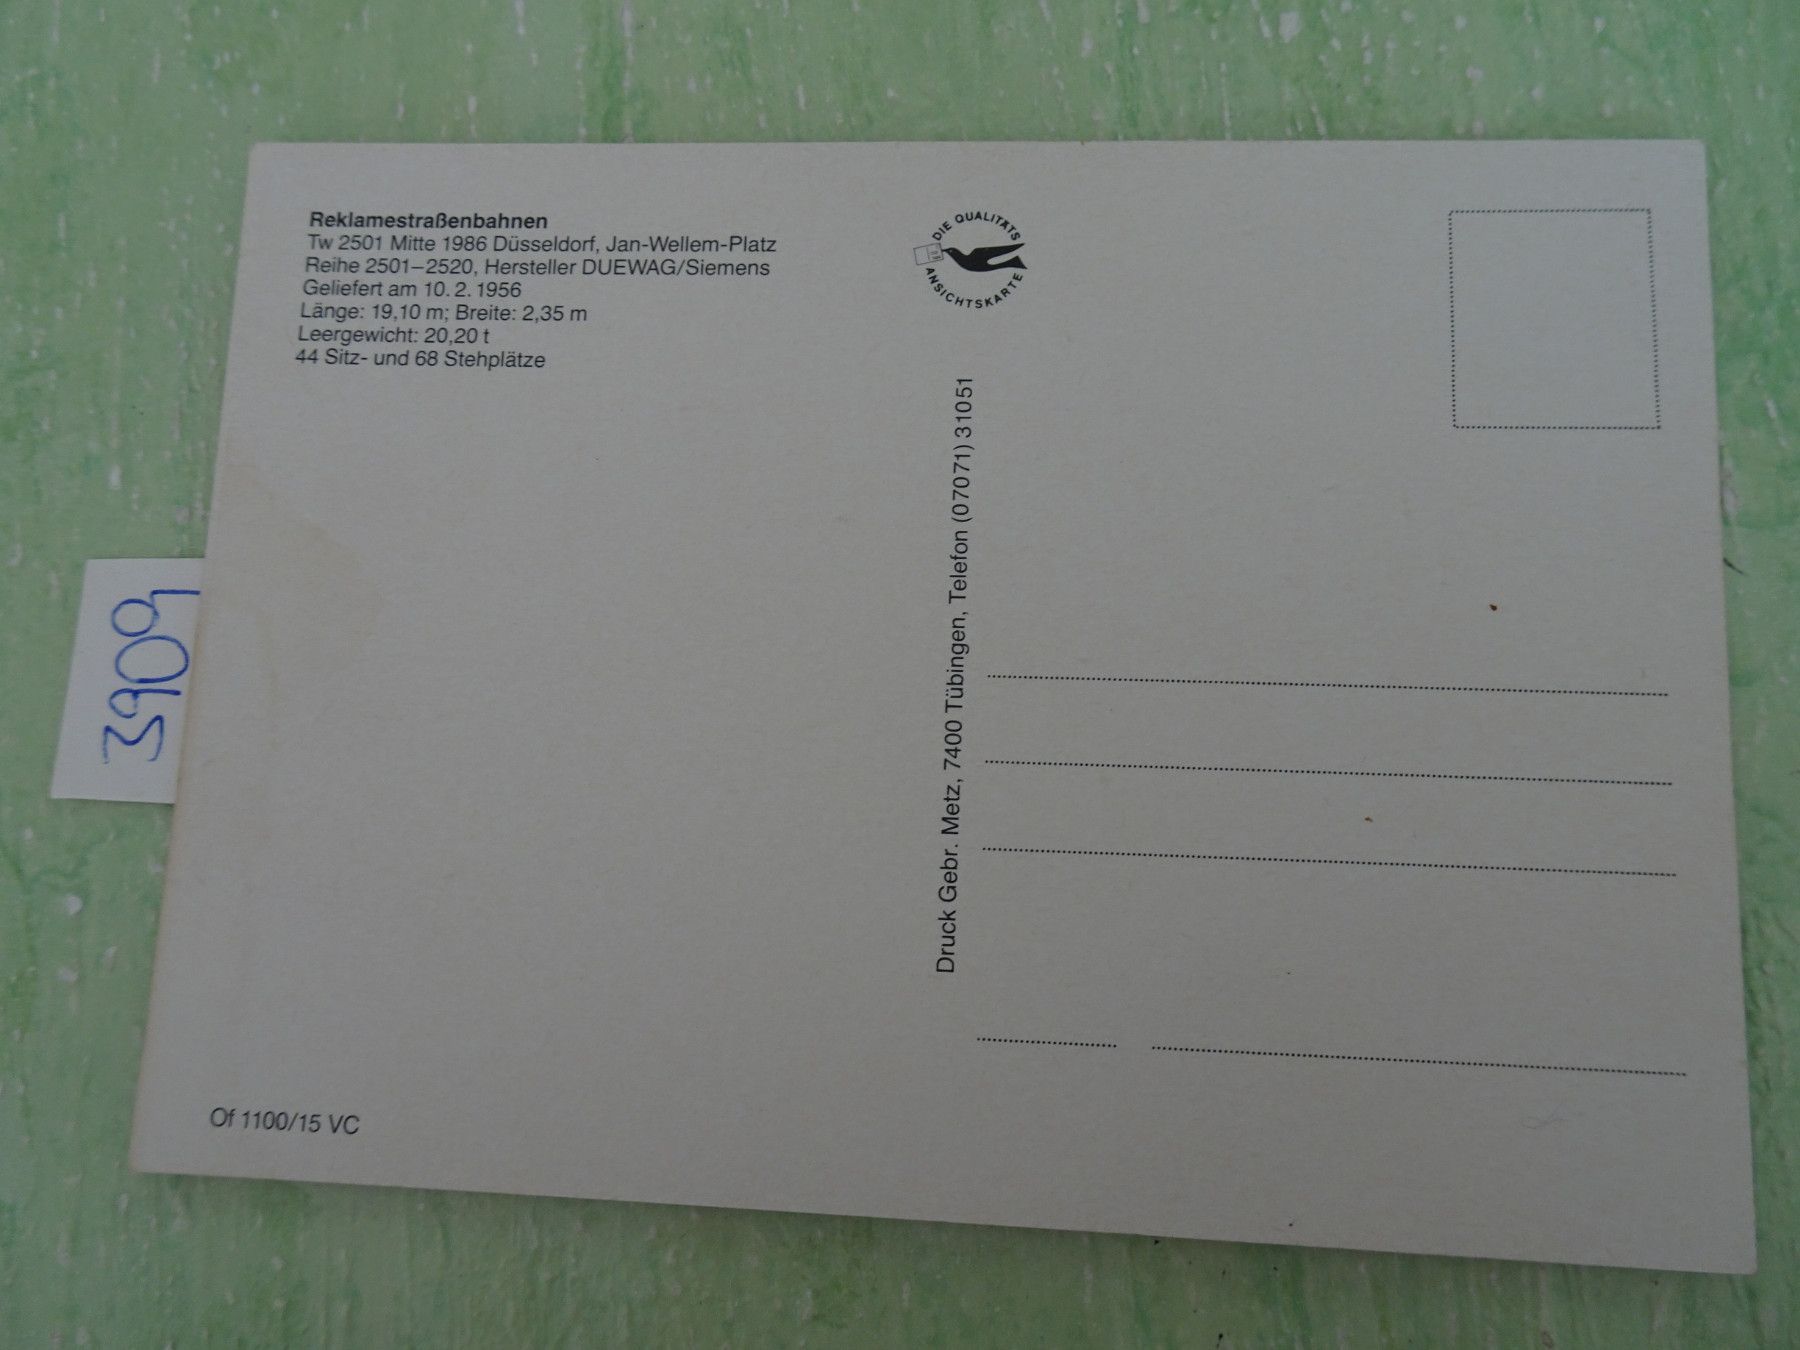 Reklamestraßenbahnen
Tw 2501 Mitte 1986 Düsseldorf, Jan-Wellem-Platz
Reihe 2501–2520, Hersteller DUEWAG/Siemens
Geliefert am 10. 2. 1956
Länge: 19,10 m; Breite: 2,35 m
Leergewicht: 20,20 t
44 Sitz- und 68 Stehplätze
DIE QUALITÄTS
ANSICHTSKARTE
Druck Gebr. Metz, 7400 Tübingen, Telefon (07071) 31051
3909
Of 1100/15 VC